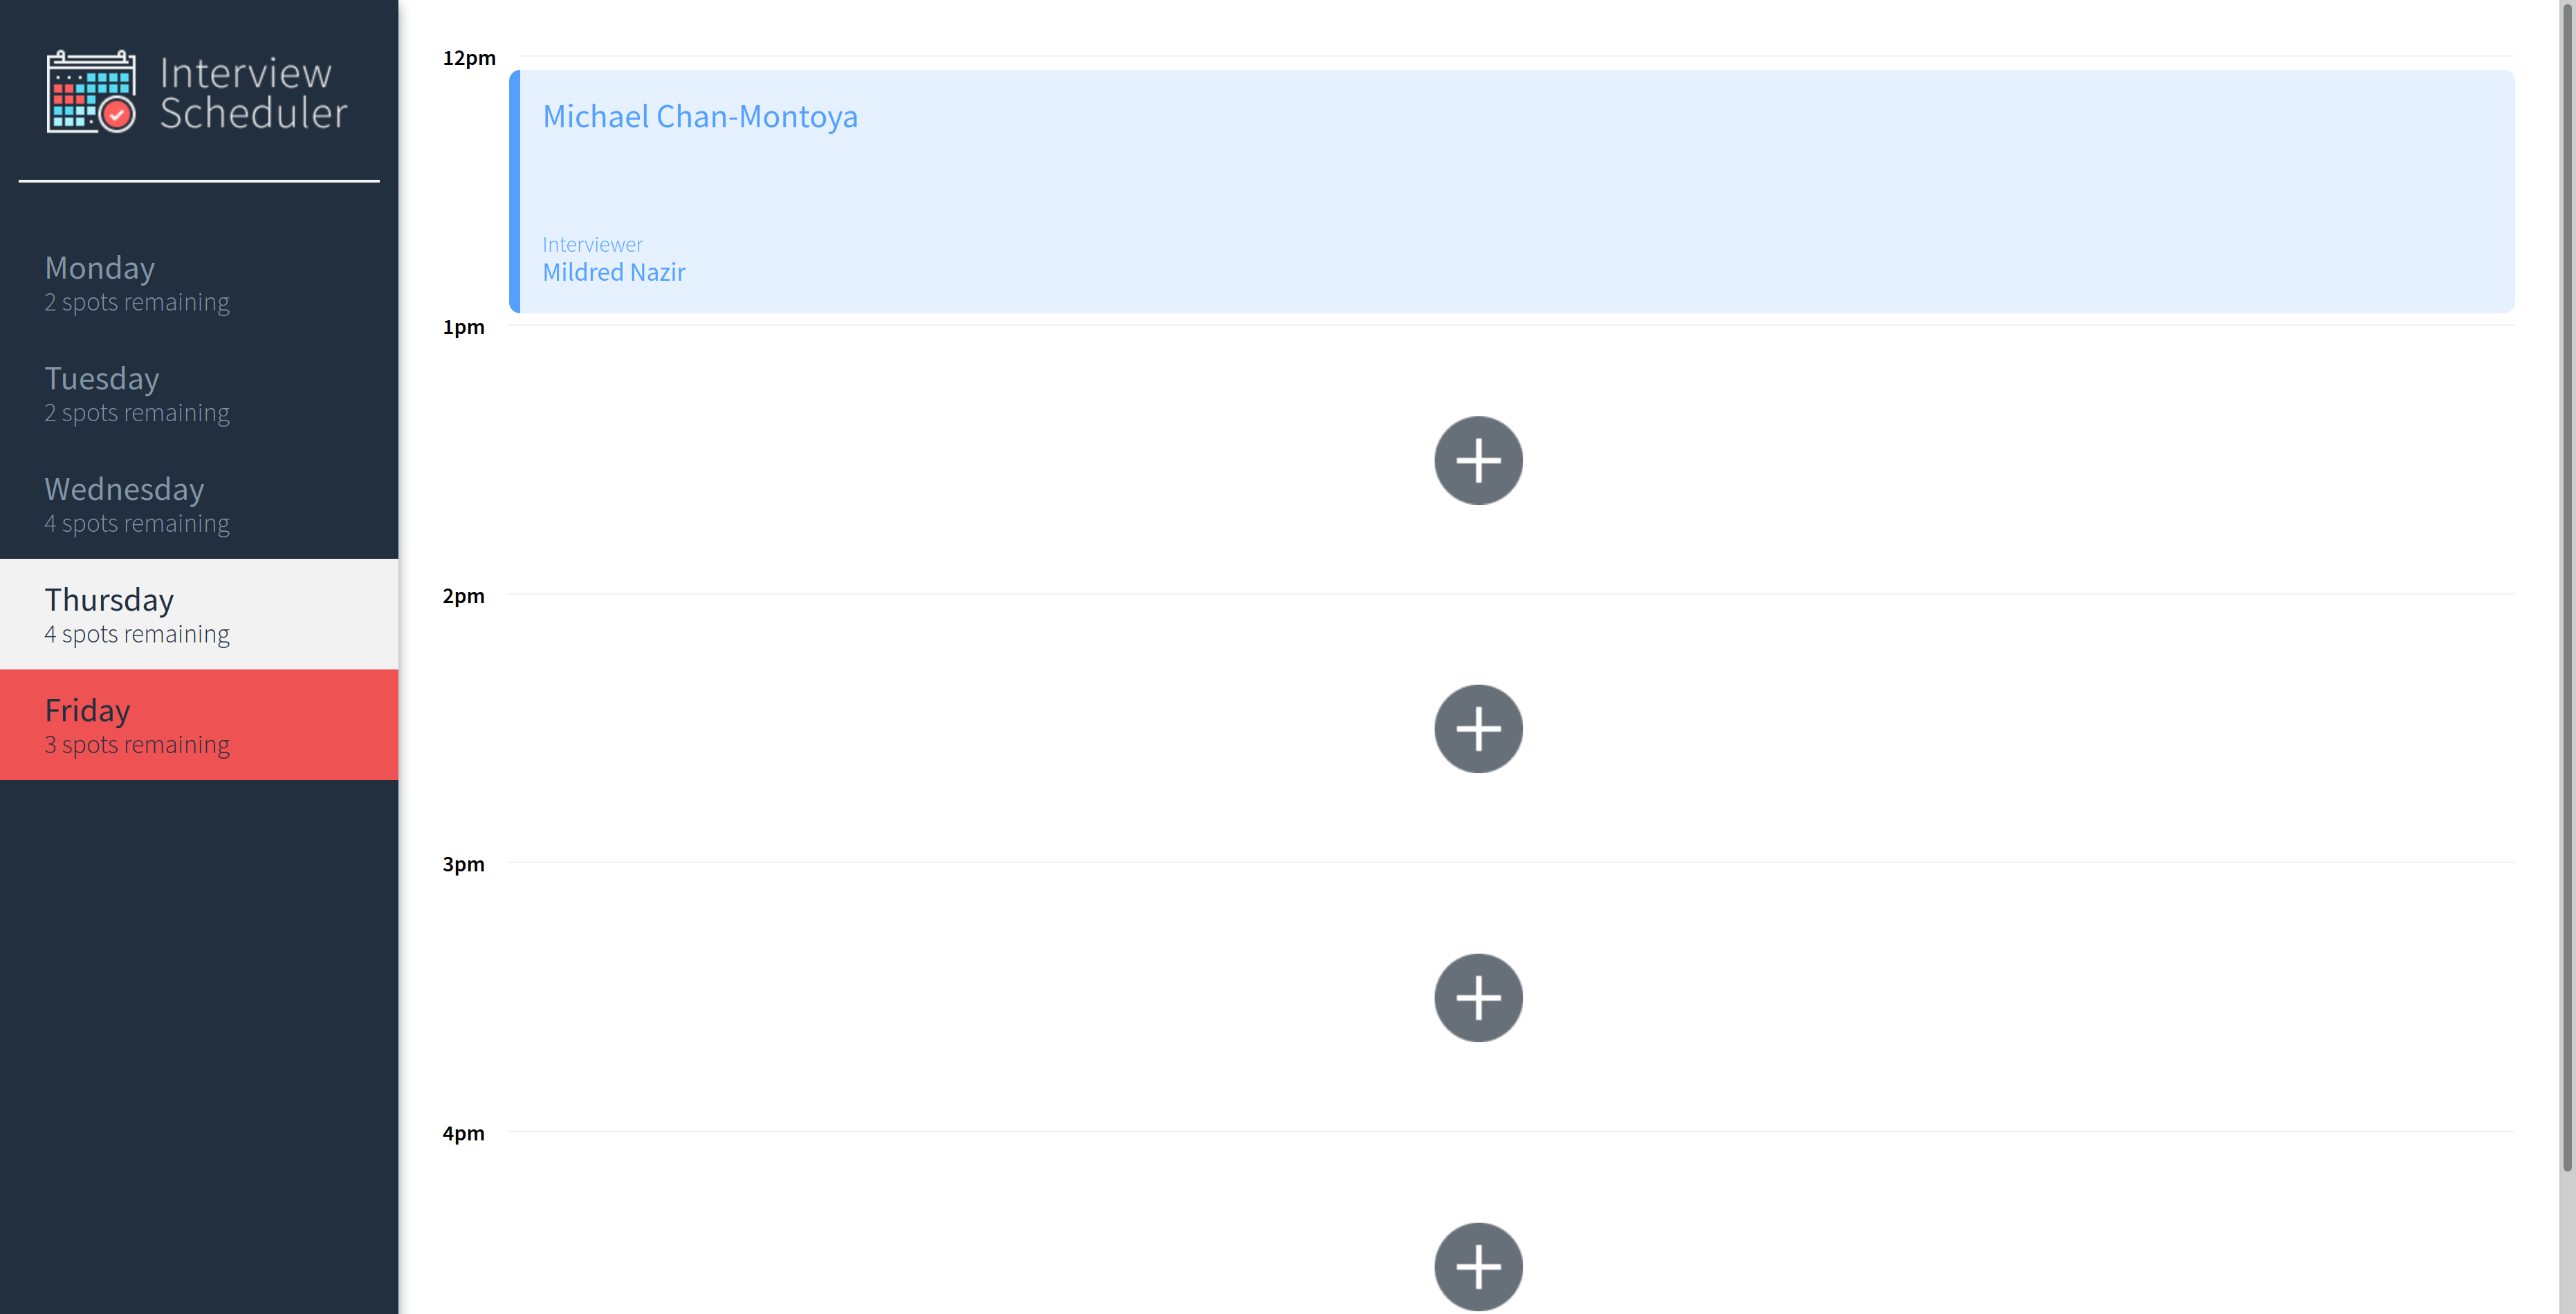 Interview
Scheduler
Monday
2 spots remaining
Tuesday
2 spots remaining
Wednesday
4 spots remaining
Thursday
4 spots remaining
Friday
3 spots remaining
12pm
Michael Chan-Montoya
Interviewer
Mildred Nazir
1pm
2pm
3pm
4pm